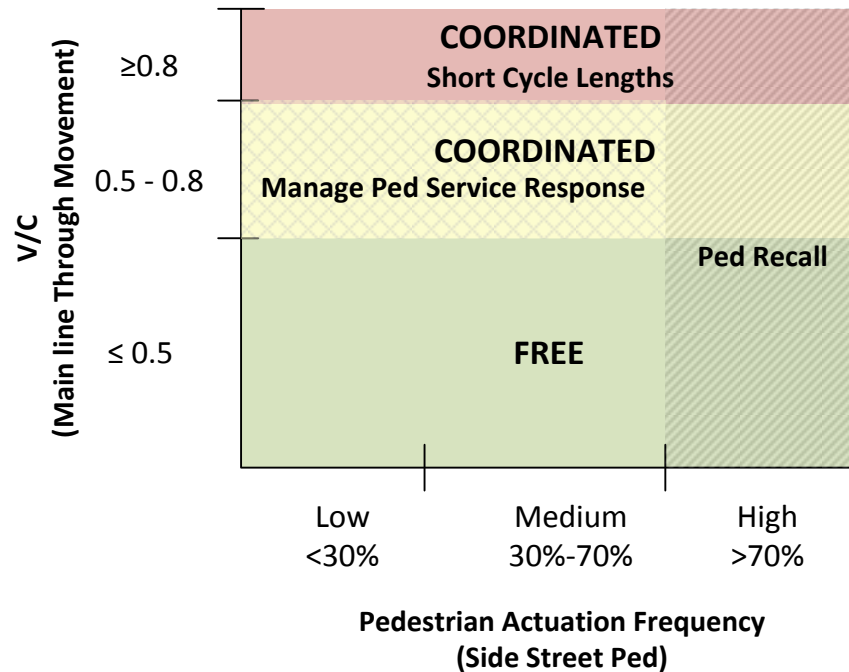 COORDINATED
Short Cycle Lengths
≥0.8
COORDINATED
Manage Ped Service Response
0.5 - 0.8
Ped Recall
FREE
≤ 0.5
V/C
(Main line Through Movement)
Low
<30%
Medium
30%-70%
High
>70%
Pedestrian Actuation Frequency
(Side Street Ped)